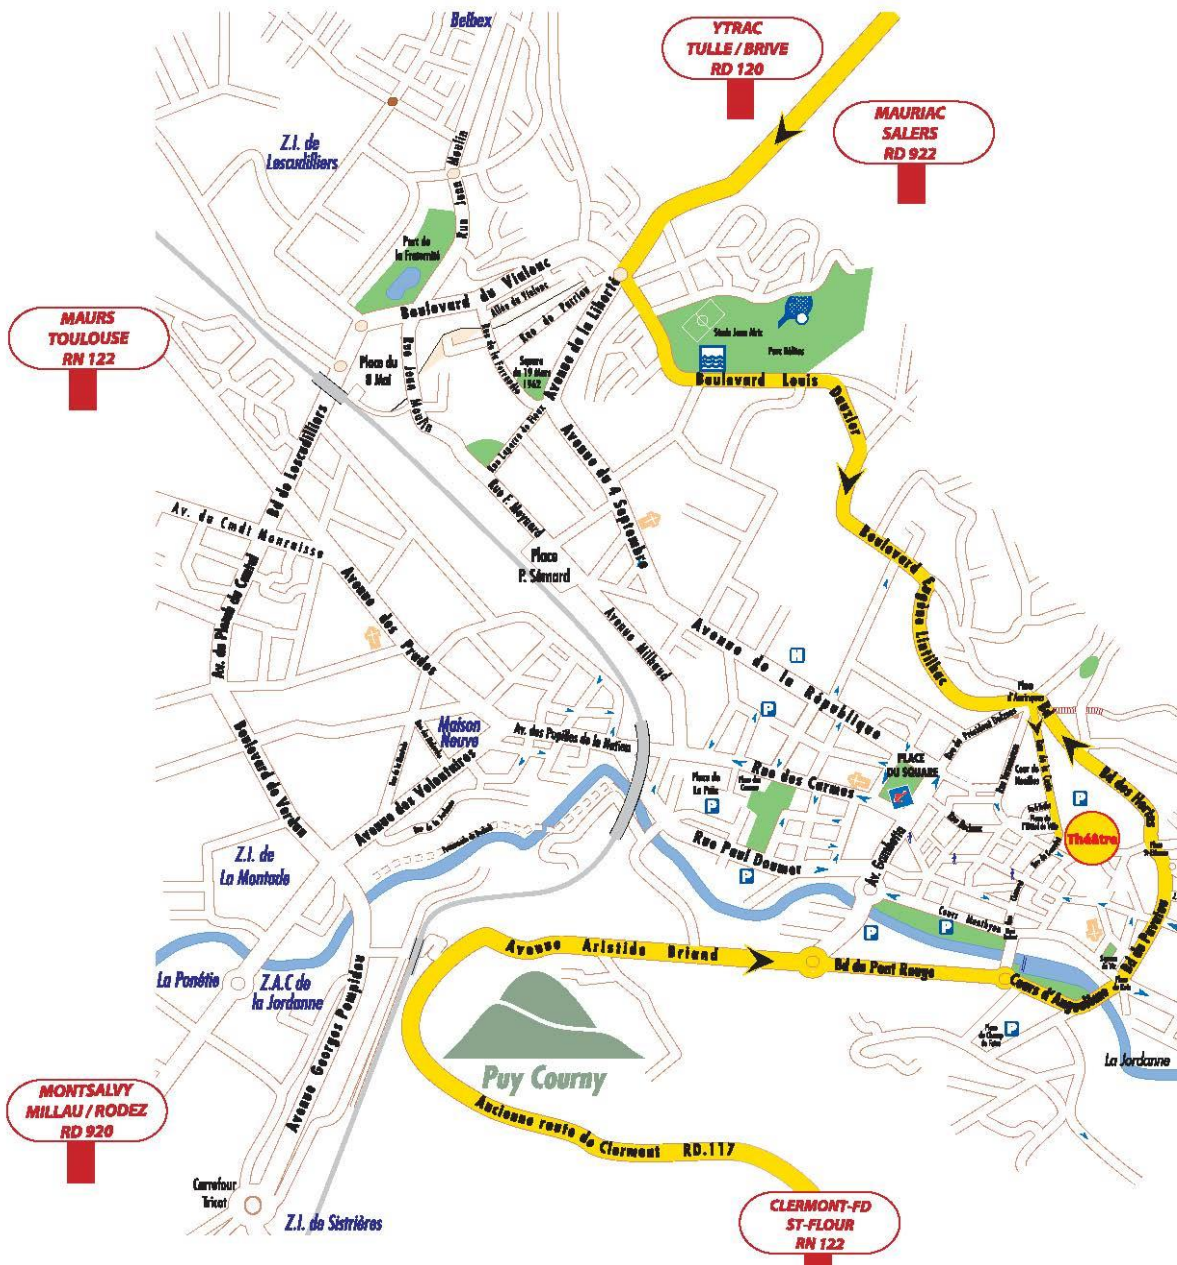 Belbex
YTRAC
TULLE / BRIVE
RD 120
MAURIAC
SALERS
RD 922
Z.I. de
Lescudilliers
Rue Jean Moulin
Parc de
la Fraternité
Boulevard du Vialenc
Allée du Vialenc
Avenue de la Liberté
Stade Jean Alric
Parc Hélitas
MAURS
TOULOUSE
RN 122
Place du
8 Mai
Rue Jean Moulin
Square
du 19 Mars
1962
Boulevard Louis Dauzier
Bd de Lescudilliers
Avenue du 4 Septembre
Rue F. Maynard
Av. du Cmdt Monraisse
Place
P. Sémard
Boulevard Eugène Lintilhac
Avenue des Prades
Avenue Milhaud
Avenue de la République
H
P
Maison
Neuve
Av. des Pupilles de la Nation
Place
d'Aurinques
Boulevard de Verdun
Avenue des Volontaires
Rue des Carmes
PLACE
DU SQUARE
Place de
La Paix
P
P
Bd des Hortes
Théâtre
Rue Paul Doumer
P
Av. Gambetta
Z.I. de
La Montade
Cours Monthyon
P
P
Bd du Pavatou
La Ponétie
Z.A.C de
la Jordanne
Avenue Aristide Briand
Bd du Pont Rouge
Cours d'Angoulême
P
La Jordanne
Avenue Georges Pompidou
Puy Courny
MONTSALVY
MILLAU / RODEZ
RD 920
Ancienne route de Clermont RD.117
Carrefour
Tricot
Z.I. de Sistrières
CLERMONT-FD
ST-FLOUR
RN 122